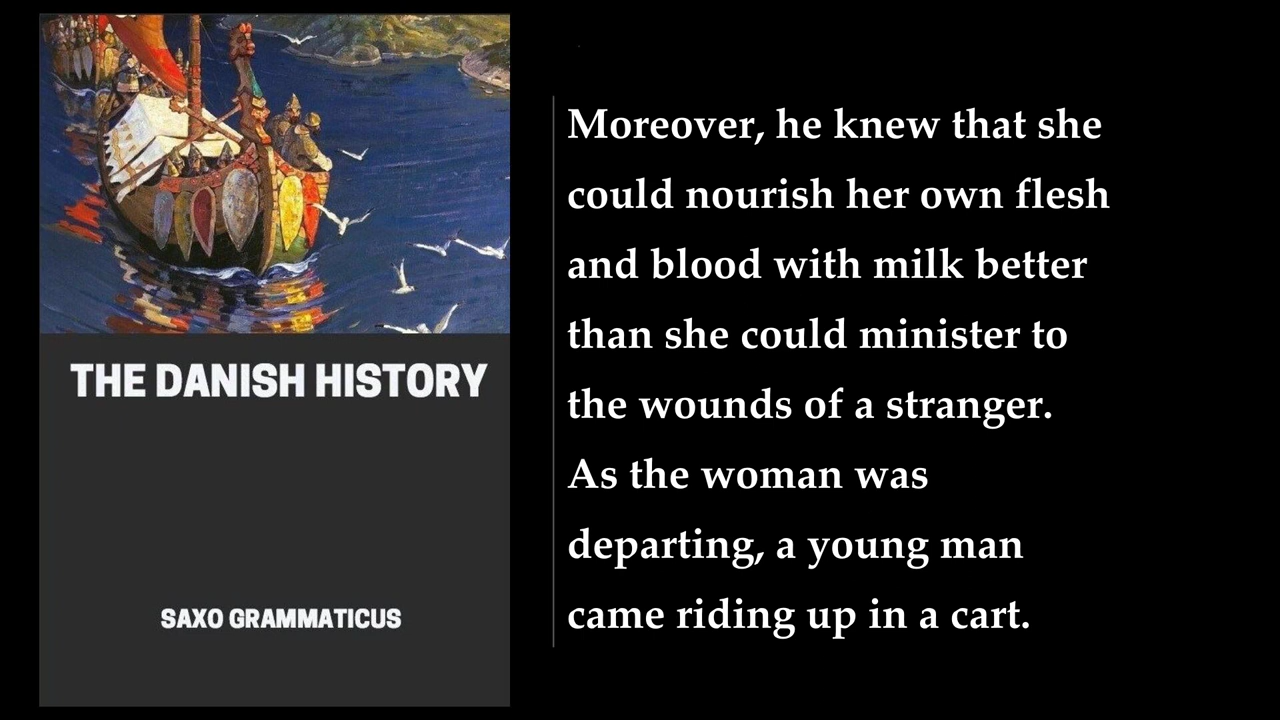 THE DANISH HISTORY
SAXO GRAMMATICUS
Moreover, he knew that she
could nourish her own flesh
and blood with milk better
than she could minister to
the wounds of a stranger.
As the woman was
departing, a young man
came riding up in a cart.